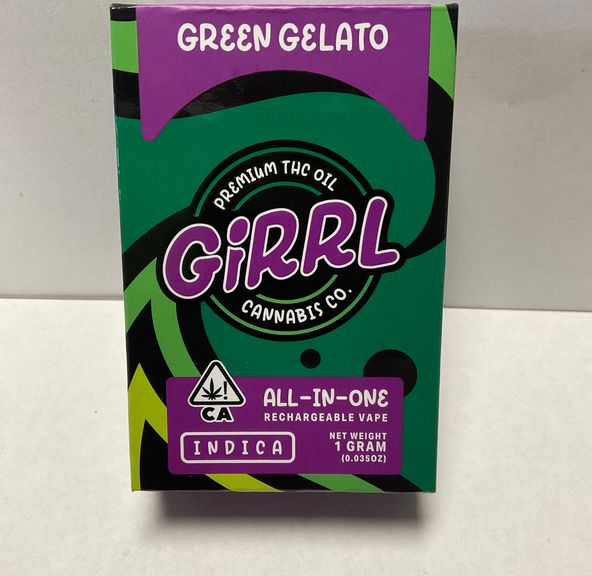 GREEN GELATO
PREMIUM THC OIL
GiRRL
CANNABIS CO.
CA
ALL-IN-ONE
RECHARGEABLE VAPE
INDICA
NET WEIGHT
1 GRAM
(0.035OZ)